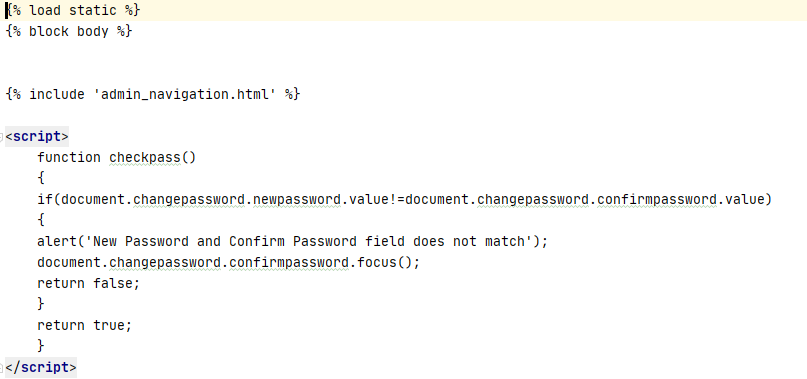 {% load static %}
{% block body %}
{% include 'admin_navigation.html' %}
<script>
function checkpass()
{
if(document.changepassword.newpassword.value!=document.changepassword.confirmpassword.value)
{
alert('New Password and Confirm Password field does not match');
document.changepassword.confirmpassword.focus();
return false;
}
return true;
}
</script>